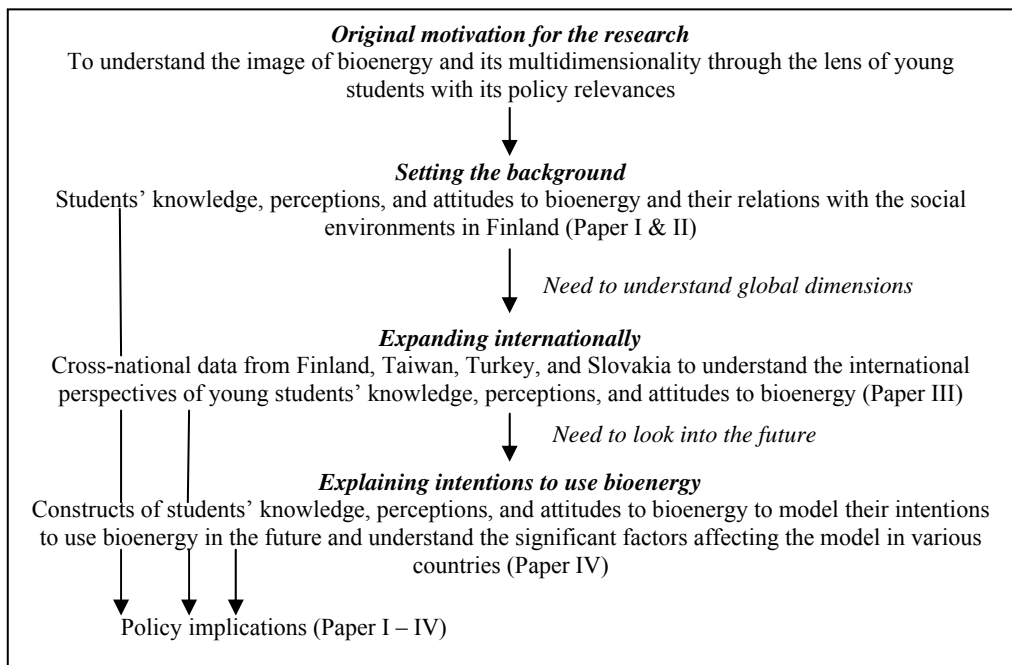 Original motivation for the research
To understand the image of bioenergy and its multidimensionality through the lens of young
students with its policy relevances
Setting the background
Students’ knowledge, perceptions, and attitudes to bioenergy and their relations with the social
environments in Finland (Paper I & II)
Need to understand global dimensions
Expanding internationally
Cross-national data from Finland, Taiwan, Turkey, and Slovakia to understand the international
perspectives of young students’ knowledge, perceptions, and attitudes to bioenergy (Paper III)
Need to look into the future
Explaining intentions to use bioenergy
Constructs of students’ knowledge, perceptions, and attitudes to bioenergy to model their intentions
to use bioenergy in the future and understand the significant factors affecting the model in various
countries (Paper IV)
Policy implications (Paper I – IV)